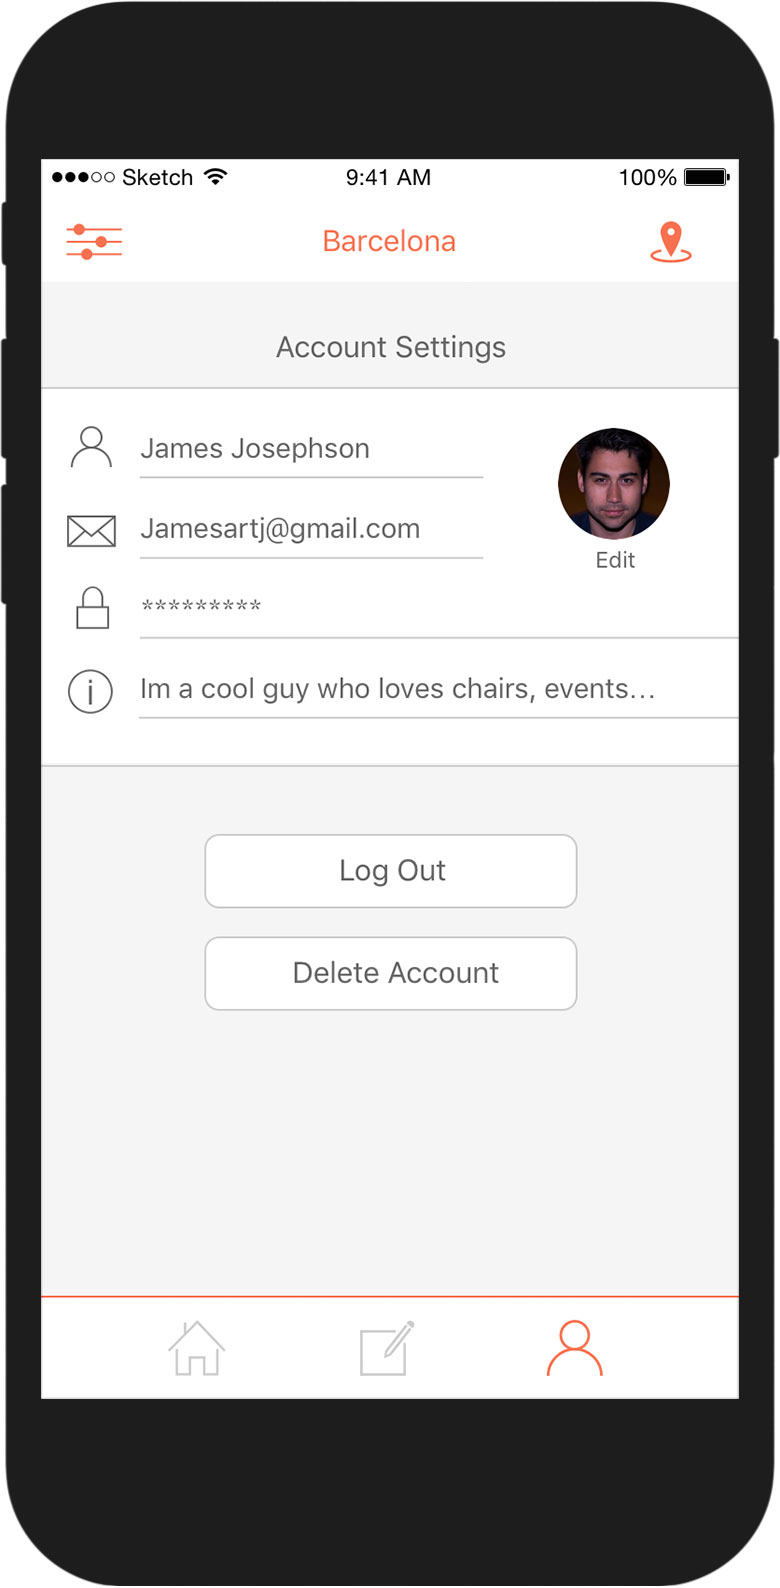 Sketch 9:41 AM 100%
Barcelona
Account Settings
James Josephson
Jamesartj@gmail.com
Edit
*********
Im a cool guy who loves chairs, events...
Log Out
Delete Account